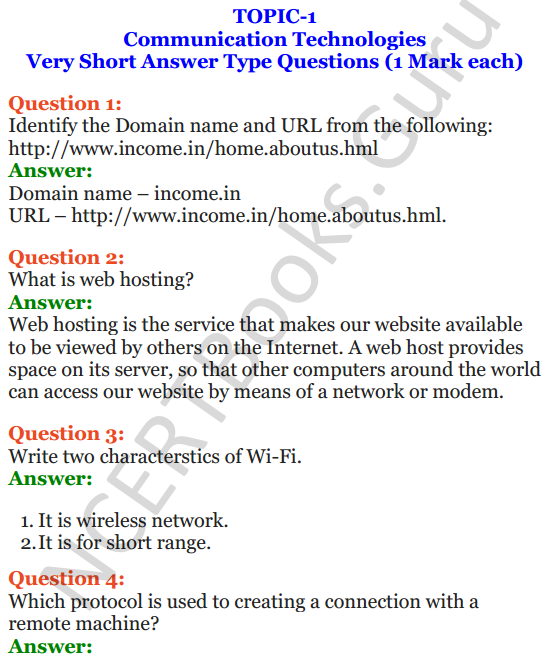 TOPIC-1
Communication Technologies
Very Short Answer Type Questions (1 Mark each)
Question 1:
Identify the Domain name and URL from the following:
http://www.income.in/home.aboutus.hml
Answer:
Domain name – income.in
URL – http://www.income.in/home.aboutus.hml.
Question 2:
What is web hosting?
Answer:
Web hosting is the service that makes our website available
to be viewed by others on the Internet. A web host provides
space on its server, so that other computers around the world
can access our website by means of a network or modem.
Question 3:
Write two characterstics of Wi-Fi.
Answer:
1. It is wireless network.
2. It is for short range.
Question 4:
Which protocol is used to creating a connection with a
remote machine?
Answer:
NCERTBooks.Guru